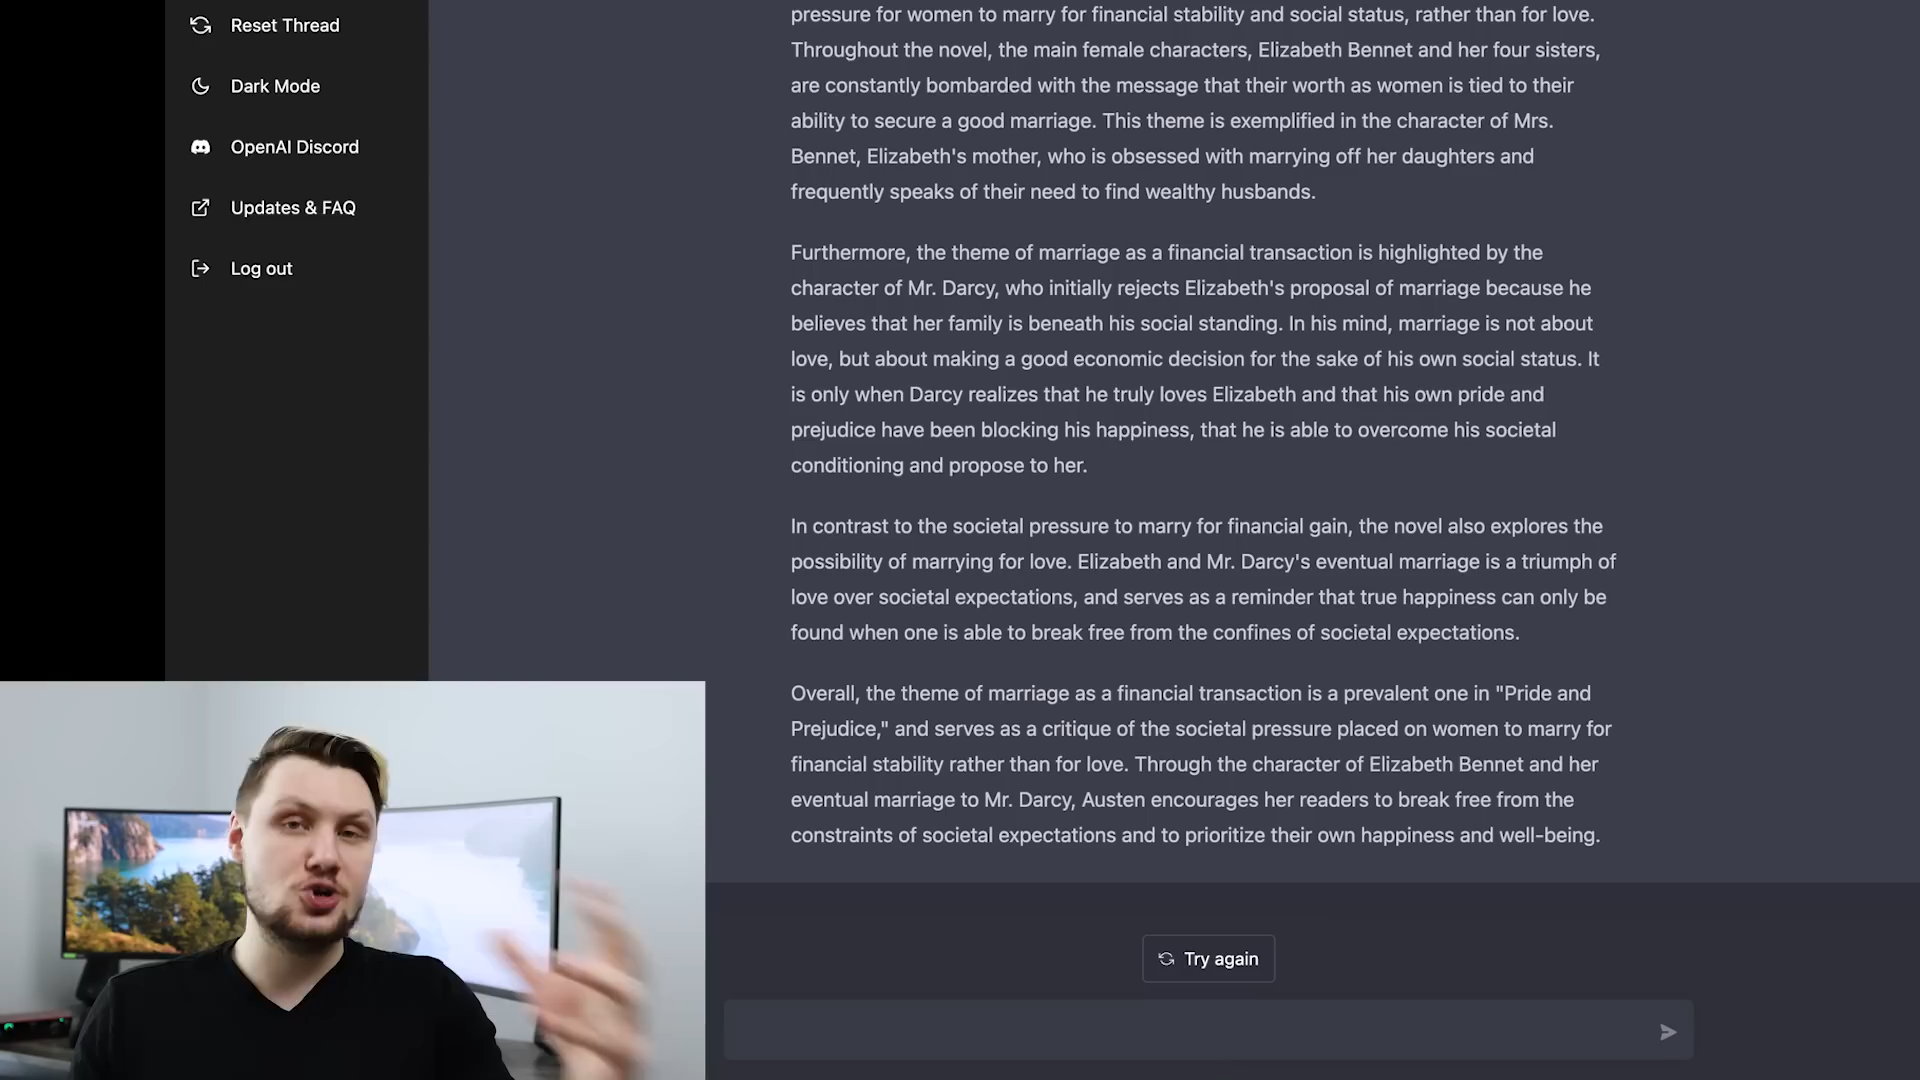 Reset Thread
Dark Mode
OpenAI Discord
Updates & FAQ
Log out
pressure for women to marry for financial stability and social status, rather than for love.
Throughout the novel, the main female characters, Elizabeth Bennet and her four sisters,
are constantly bombarded with the message that their worth as women is tied to their
ability to secure a good marriage. This theme is exemplified in the character of Mrs.
Bennet, Elizabeth's mother, who is obsessed with marrying off her daughters and
frequently speaks of their need to find wealthy husbands.
Furthermore, the theme of marriage as a financial transaction is highlighted by the
character of Mr. Darcy, who initially rejects Elizabeth's proposal of marriage because he
believes that her family is beneath his social standing. In his mind, marriage is not about
love, but about making a good economic decision for the sake of his own social status. It
is only when Darcy realizes that he truly loves Elizabeth and that his own pride and
prejudice have been blocking his happiness, that he is able to overcome his societal
conditioning and propose to her.
In contrast to the societal pressure to marry for financial gain, the novel also explores the
possibility of marrying for love. Elizabeth and Mr. Darcy's eventual marriage is a triumph of
love over societal expectations, and serves as a reminder that true happiness can only be
found when one is able to break free from the confines of societal expectations.
Overall, the theme of marriage as a financial transaction is a prevalent one in "Pride and
Prejudice," and serves as a critique of the societal pressure placed on women to marry for
financial stability rather than for love. Through the character of Elizabeth Bennet and her
eventual marriage to Mr. Darcy, Austen encourages her readers to break free from the
constraints of societal expectations and to prioritize their own happiness and well-being.
Try again